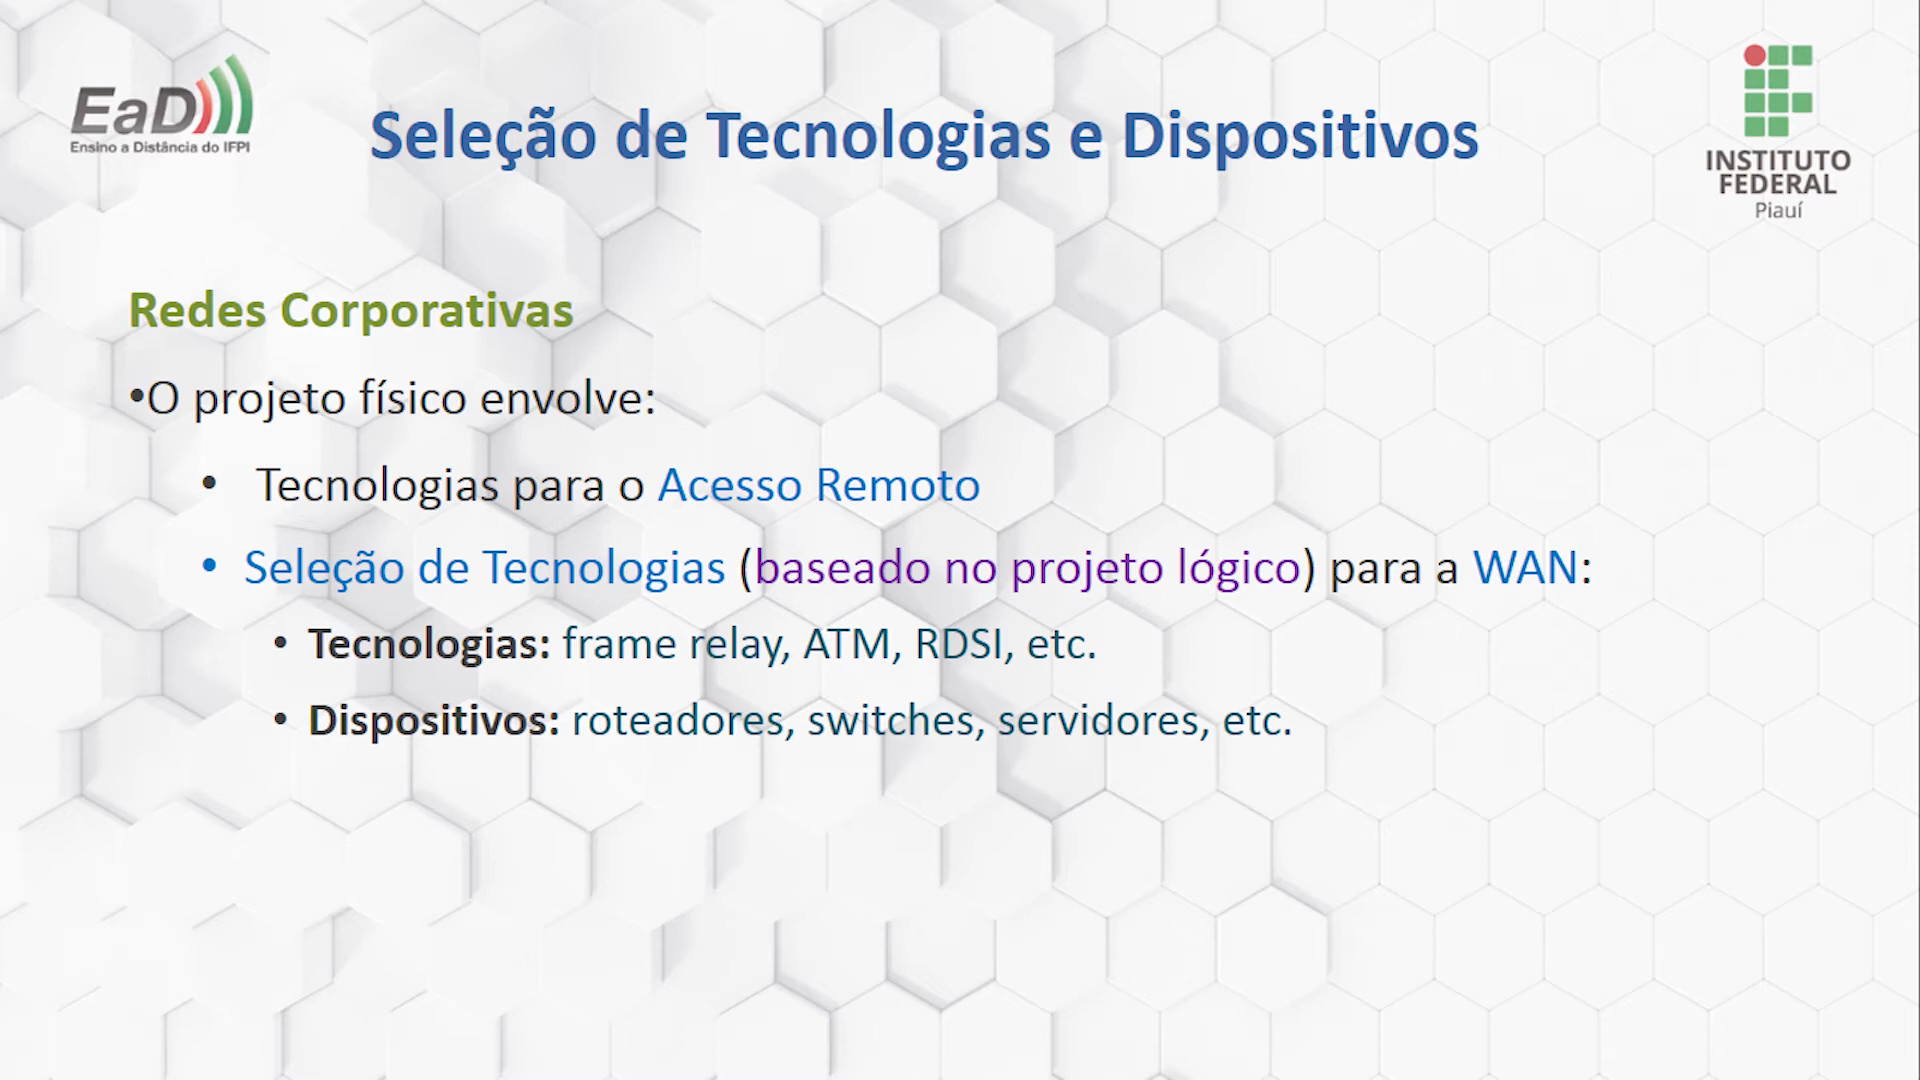 EaD
Ensino a Distância do IFPI
Seleção de Tecnologias e Dispositivos
INSTITUTO
FEDERAL
Piauí
Redes Corporativas
•O projeto físico envolve:
• Tecnologias para o Acesso Remoto
• Seleção de Tecnologias (baseado no projeto lógico) para a WAN:
• Tecnologias: frame relay, ATM, RDSI, etc.
• Dispositivos: roteadores, switches, servidores, etc.